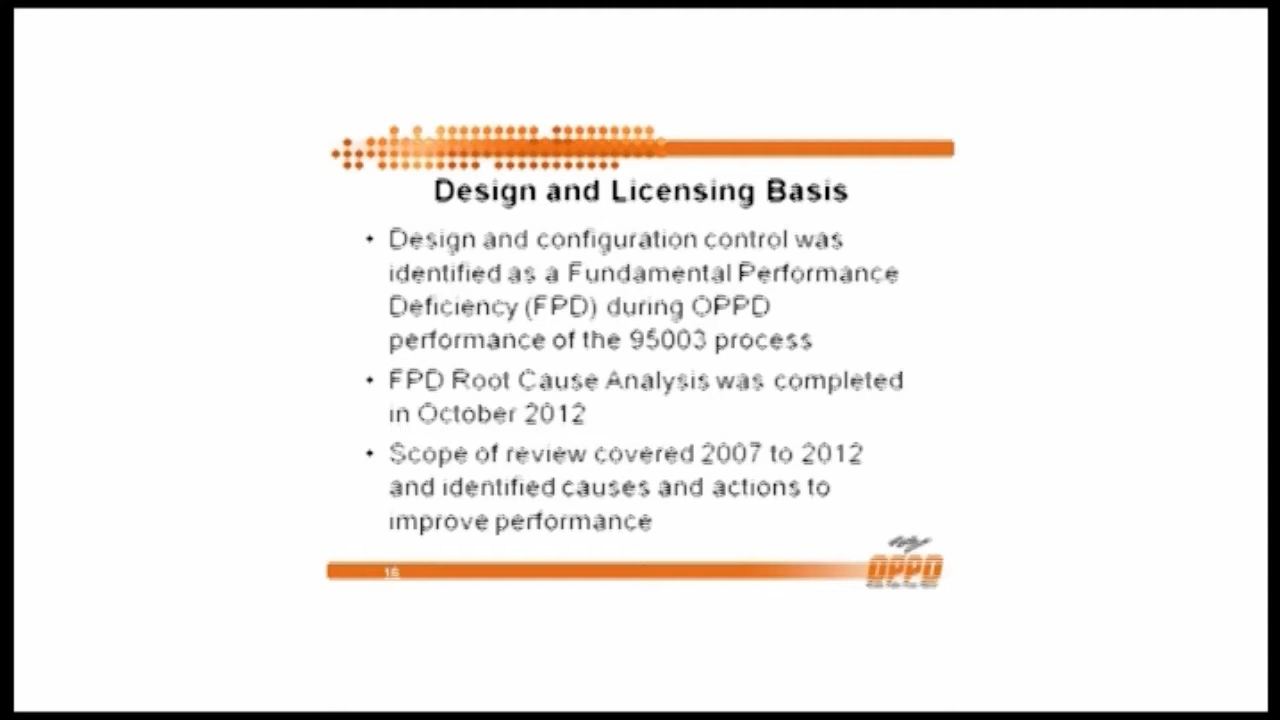 Design and Licensing Basis
• Design and configuration control was
identified as a Fundamental Performance
Deficiency (FPD) during OPPD
performance of the 95003 process
• FPD Root Cause Analysis was completed
in October 2012
• Scope of review covered 2007 to 2012
and identified causes and actions to
improve performance
16
OPPD